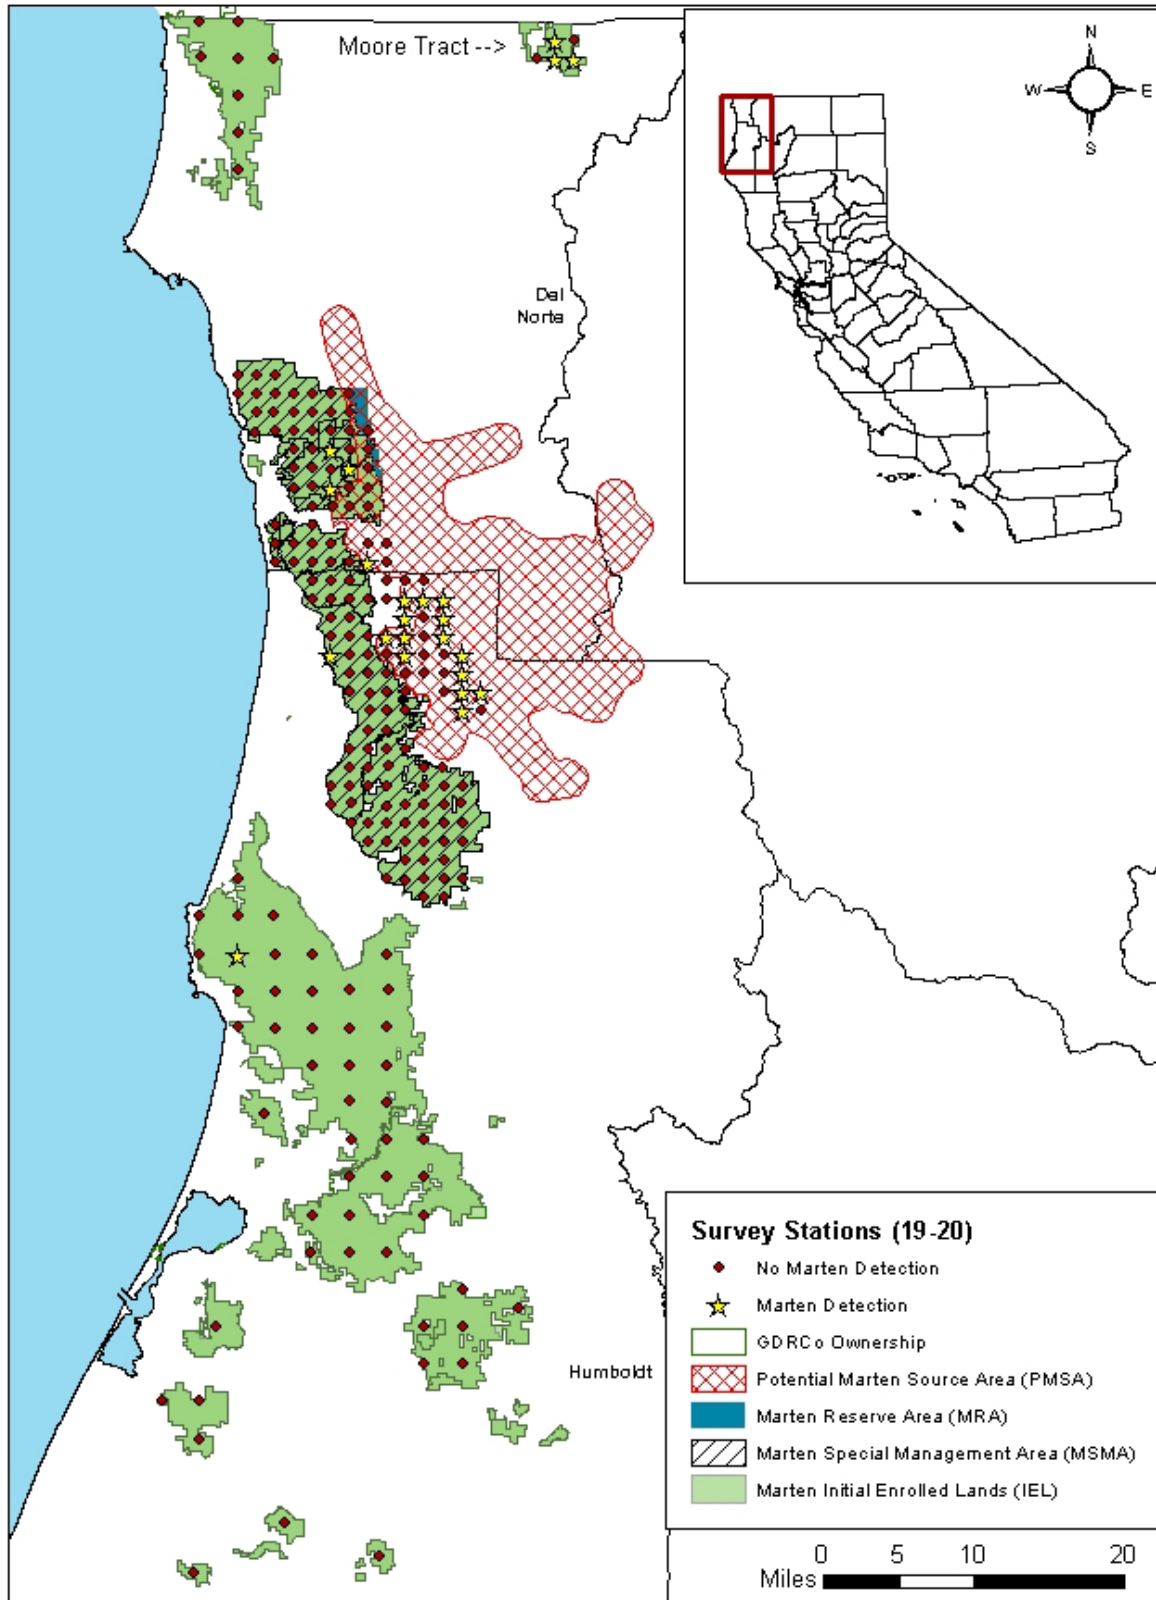 Moore Tract -->
N
W
E
S
Del
Norte
Humboldt
Survey Stations (19-20)
No Marten Detection
Marten Detection
GDRCo Ownership
Potential Marten Source Area (PMSA)
Marten Reserve Area (MRA)
Marten Special Management Area (MSMA)
Marten Initial Enrolled Lands (IEL)
0 5 10 20
Miles